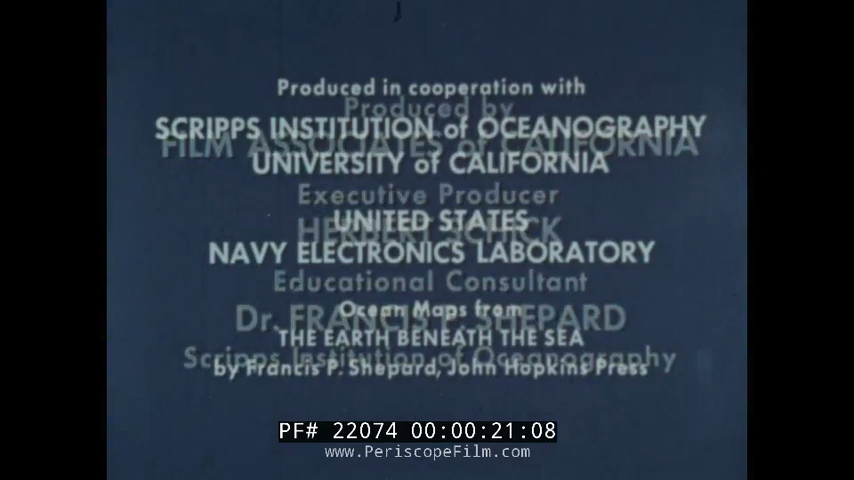 Produced in cooperation with
Produced by
SCRIPPS INSTITUTION of OCEANOGRAPHY
FILM ASSOCIATES of CALIFORNIA
UNIVERSITY of CALIFORNIA
Executive Producer
UNITED STATES
HERBERT SCHICK
NAVY ELECTRONICS LABORATORY
Educational Consultant
Ocean Maps from
Dr. FRANCIS P. SHEPARD
THE EARTH BENEATH THE SEA
Scripps Institution of Oceanography
by Francis P. Shepard, John Hopkins Press
PF# 22074 00:00:21:08
www.PeriscopeFilm.com